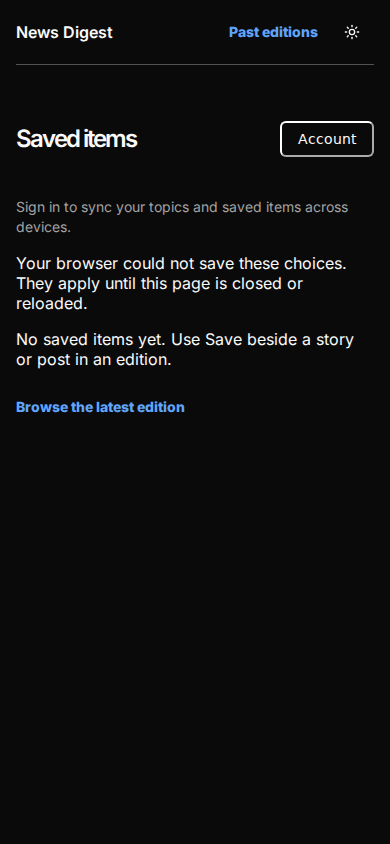 News Digest
Past editions
Saved items
Account
Sign in to sync your topics and saved items across
devices.
Your browser could not save these choices.
They apply until this page is closed or
reloaded.
No saved items yet. Use Save beside a story
or post in an edition.
Browse the latest edition